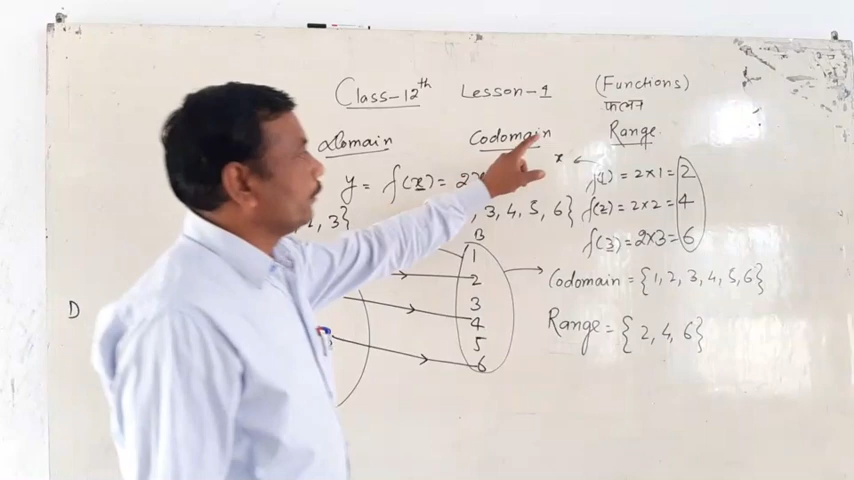 Class-12th Lesson-1 (Functions)
फलन
Domain Codomain Range
y = f(x) = 2x
f(1) = 2×1 = 2
f(2) = 2×2 = 4
f(3) = 2×3 = 6
3}
3, 4, 5, 6}
B
1
2
3
4
5
6
D
Codomain = {1, 2, 3, 4, 5, 6}
Range = {2, 4, 6}